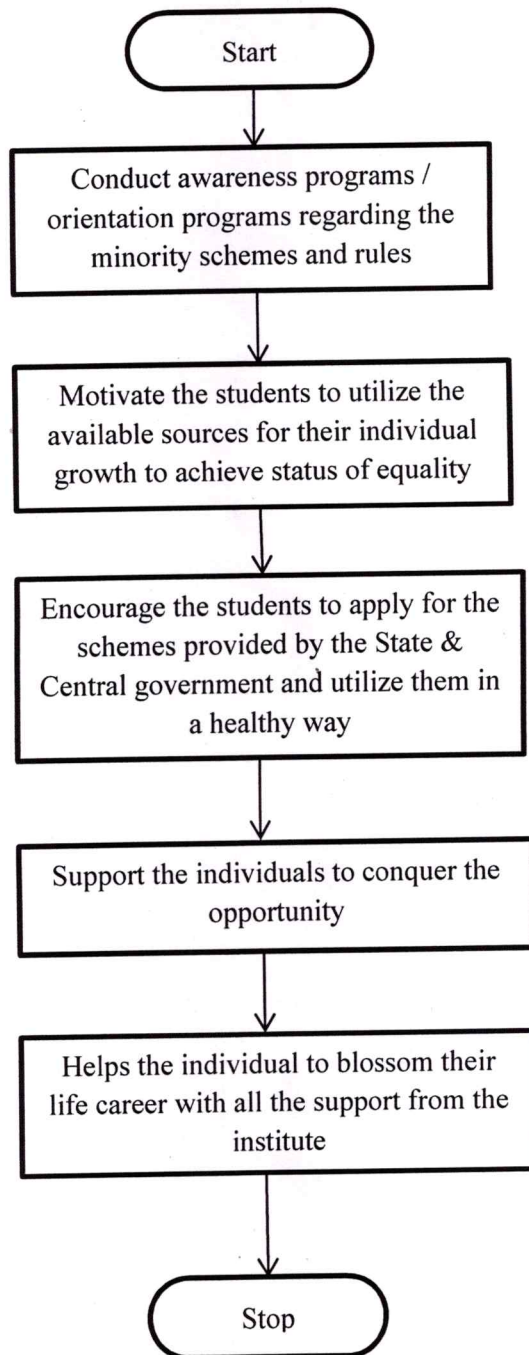 Start
Conduct awareness programs /
orientation programs regarding the
minority schemes and rules
Motivate the students to utilize the
available sources for their individual
growth to achieve status of equality
Encourage the students to apply for the
schemes provided by the State &
Central government and utilize them in
a healthy way
Support the individuals to conquer the
opportunity
Helps the individual to blossom their
life career with all the support from the
institute
Stop